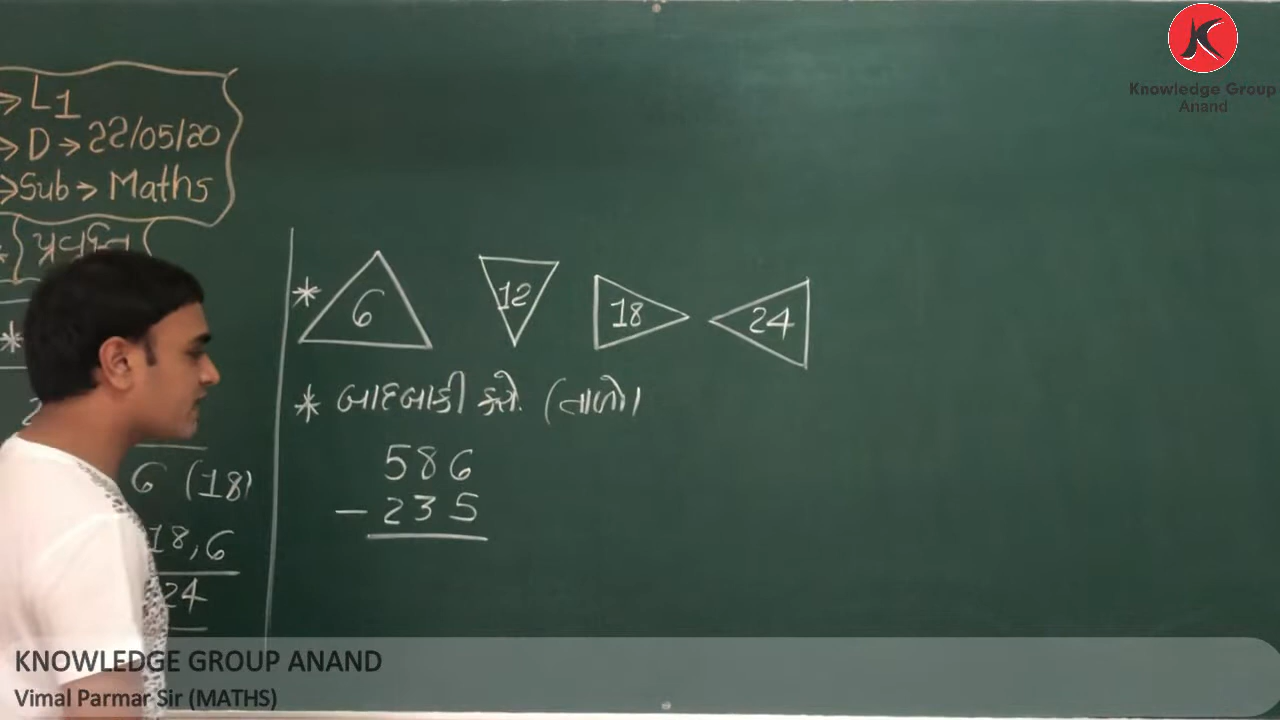 K
Knowledge Group
Anand
→ L1
→ D → 22/05/20
→ Sub → Maths
*
*
2
6 (18)
18,6
24
* 6 12 18 24
* બાદબાકી કરો. (તાળો)
586
- 235
KNOWLEDGE GROUP ANAND
Vimal Parmar Sir (MATHS)